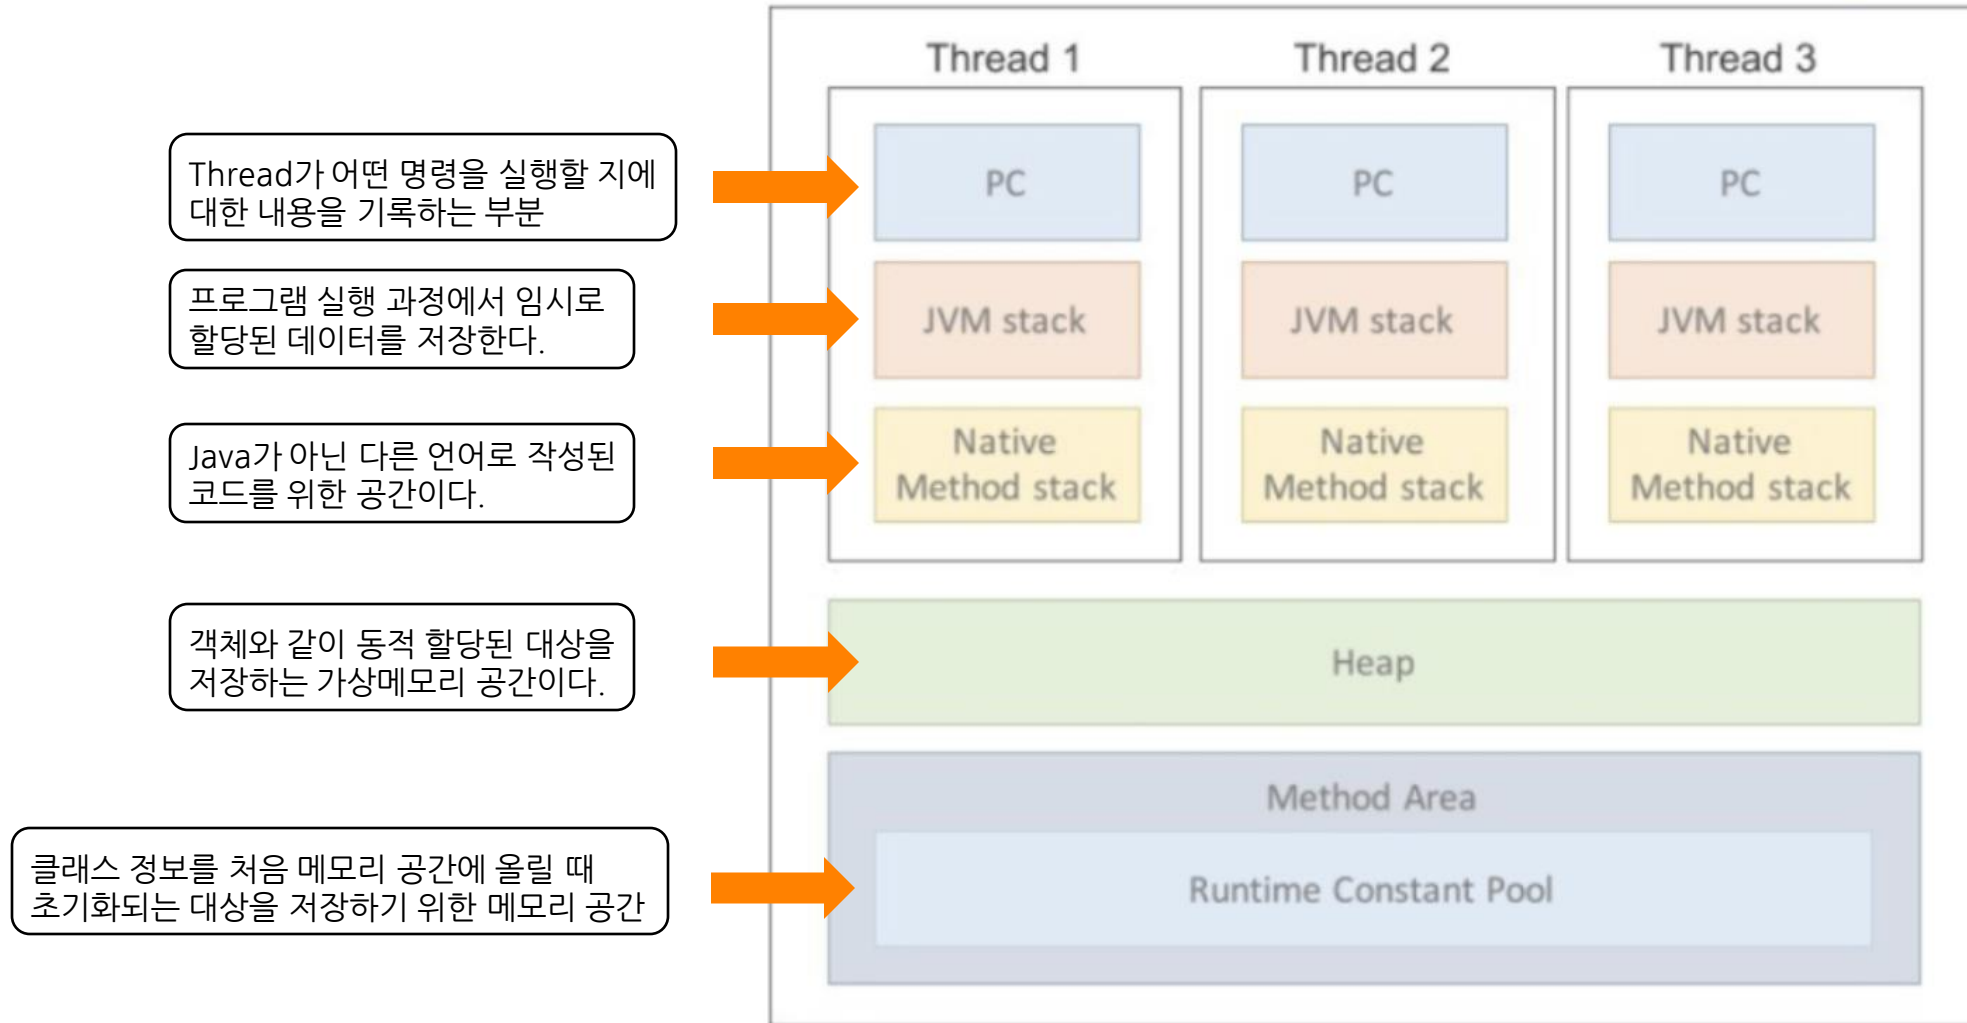 Thread 1
Thread 2
Thread 3
Thread가 어떤 명령을 실행할 지에
대한 내용을 기록하는 부분
PC
PC
PC
프로그램 실행 과정에서 임시로
할당된 데이터를 저장한다.
JVM stack
JVM stack
JVM stack
Java가 아닌 다른 언어로 작성된
코드를 위한 공간이다.
Native
Method stack
Native
Method stack
Native
Method stack
객체와 같이 동적 할당된 대상을
저장하는 가상메모리 공간이다.
Heap
클래스 정보를 처음 메모리 공간에 올릴 때
초기화되는 대상을 저장하기 위한 메모리 공간
Method Area
Runtime Constant Pool